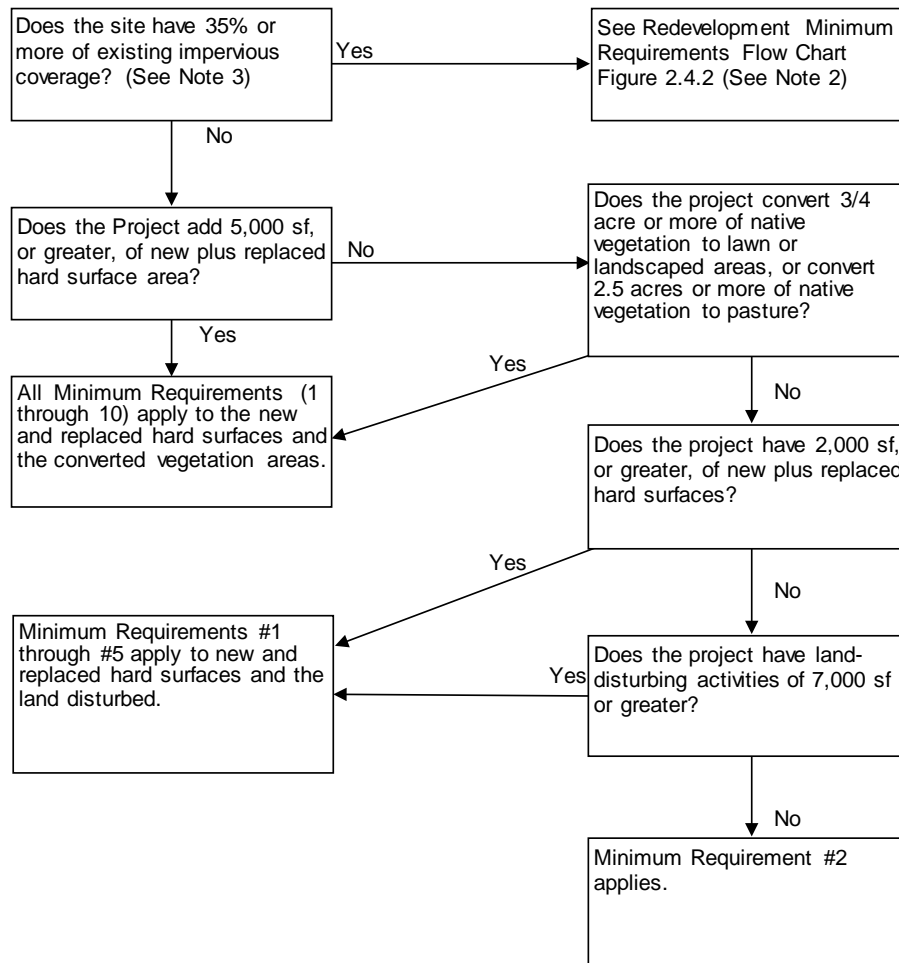 Does the site have 35% or
more of existing impervious
coverage? (See Note 3)
Yes
See Redevelopment Minimum
Requirements Flow Chart
Figure 2.4.2 (See Note 2)
No
Does the Project add 5,000 sf,
or greater, of new plus replaced
hard surface area?
No
Does the project convert 3/4
acre or more of native
vegetation to lawn or
landscaped areas, or convert
2.5 acres or more of native
vegetation to pasture?
Yes
Yes
All Minimum Requirements (1
through 10) apply to the new
and replaced hard surfaces and
the converted vegetation areas.
No
Does the project have 2,000 sf,
or greater, of new plus replaced
hard surfaces?
Yes
No
Minimum Requirements #1
through #5 apply to new and
replaced hard surfaces and the
land disturbed.
Yes
Does the project have land-
disturbing activities of 7,000 sf
or greater?
No
Minimum Requirement #2
applies.